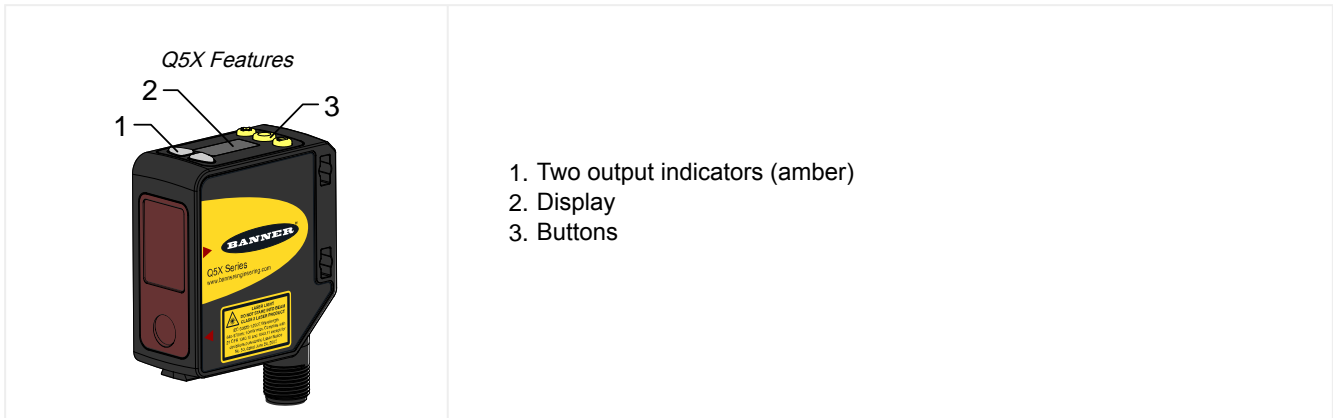 Q5X Features
2
3
1
BANNER
Q5X Series
www.bannerengineering.com
LASER LIGHT
DO NOT STARE INTO BEAM
CLASS 2 LASER PRODUCT
1. Two output indicators (amber)
2. Display
3. Buttons